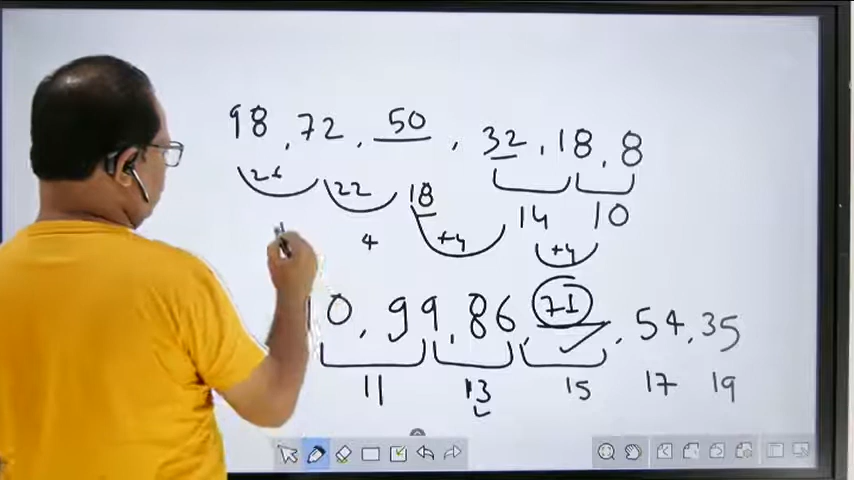 98, 72, 50, 32, 18, 8
26 22 18 14 10
4 +4 +4
10, 99, 86, 71, 54, 35
11 13 15 17 19